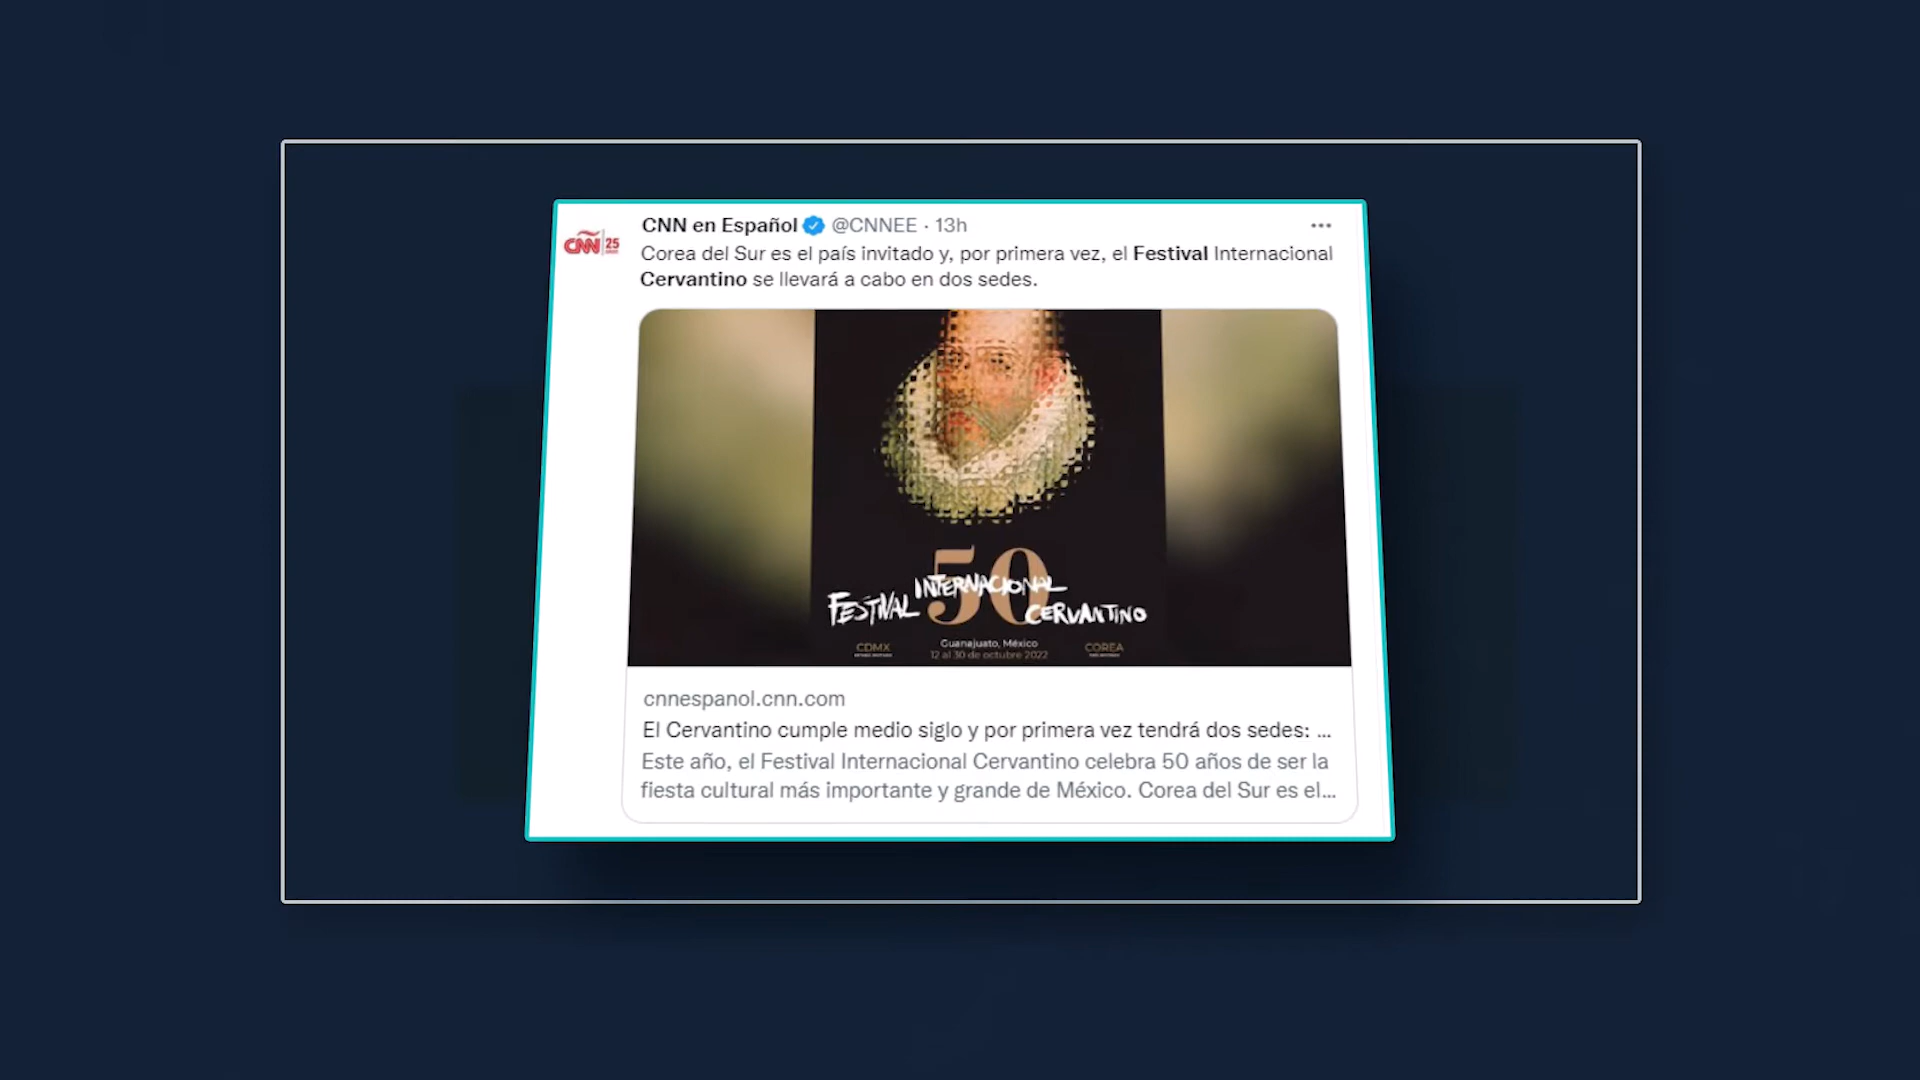 CNN en Español @CNNEE · 13h
CNN 25
Corea del Sur es el país invitado y, por primera vez, el Festival Internacional
Cervantino se llevará a cabo en dos sedes.
50
FESTIVAL INTERNACIONAL CERVANTINO
CDMX
Guanajuato, México
12 al 30 de octubre 2022
COREA
cnnespanol.cnn.com
El Cervantino cumple medio siglo y por primera vez tendrá dos sedes: ...
Este año, el Festival Internacional Cervantino celebra 50 años de ser la
fiesta cultural más importante y grande de México. Corea del Sur es el...